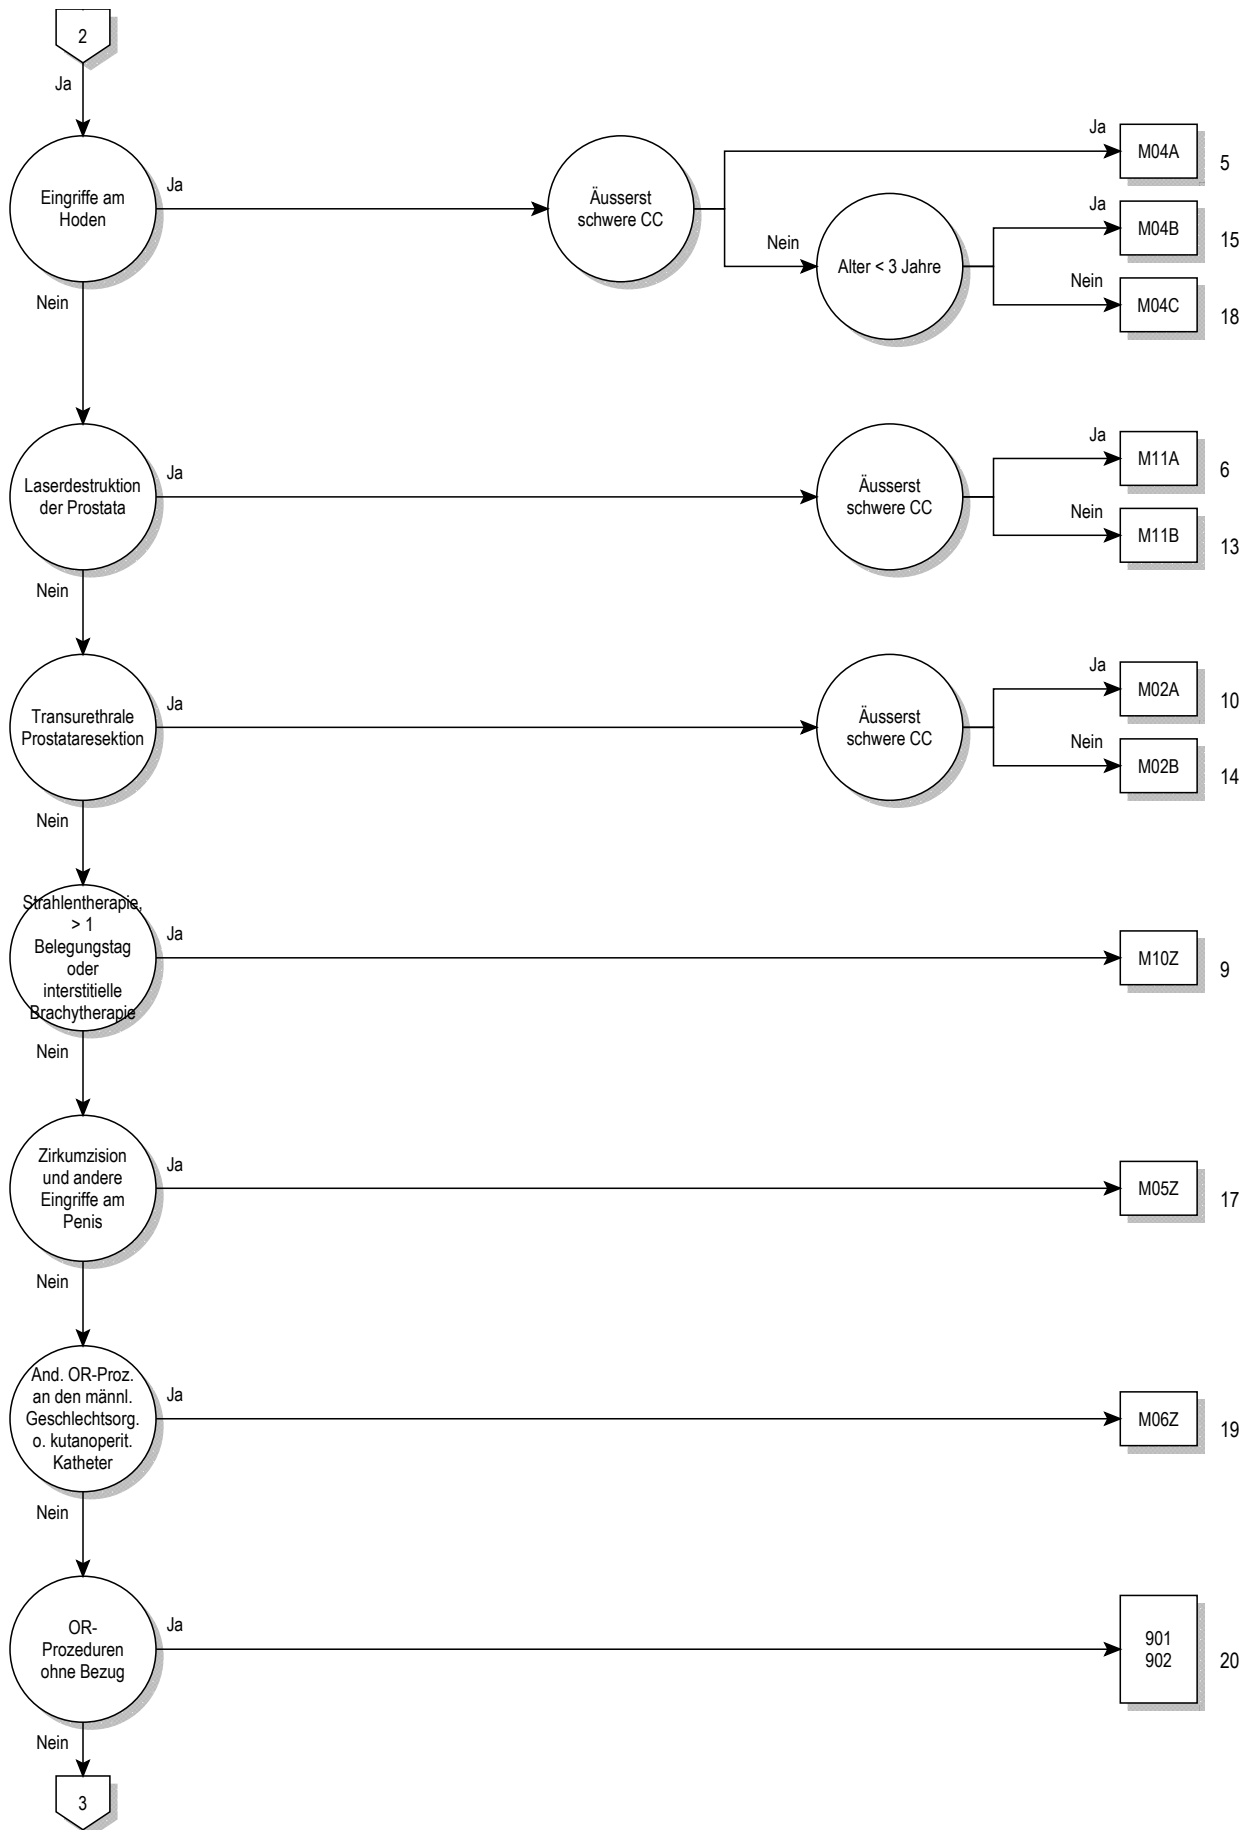 2
Ja
Eingriffe am
Hoden
Ja
Äusserst
schwere CC
Ja
M04A
5
Nein
Alter < 3 Jahre
Ja
M04B
15
Nein
M04C
18
Nein
Laserdestruktion
der Prostata
Ja
Äusserst
schwere CC
Ja
M11A
6
Nein
M11B
13
Nein
Transurethrale
Prostataresektion
Ja
Äusserst
schwere CC
Ja
M02A
10
Nein
M02B
14
Nein
Strahlentherapie,
> 1
Belegungstag
oder
interstitielle
Brachytherapie
Ja
M10Z
9
Nein
Zirkumzision
und andere
Eingriffe am
Penis
Ja
M05Z
17
Nein
And. OR-Proz.
an den männl.
Geschlechtsorg.
o. kutanoperit.
Katheter
Ja
M06Z
19
Nein
OR-
Prozeduren
ohne Bezug
Ja
901
902
20
Nein
3